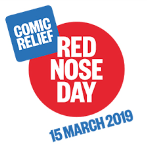 COMIC
RELIEF
RED
NOSE
DAY
15 MARCH 2019